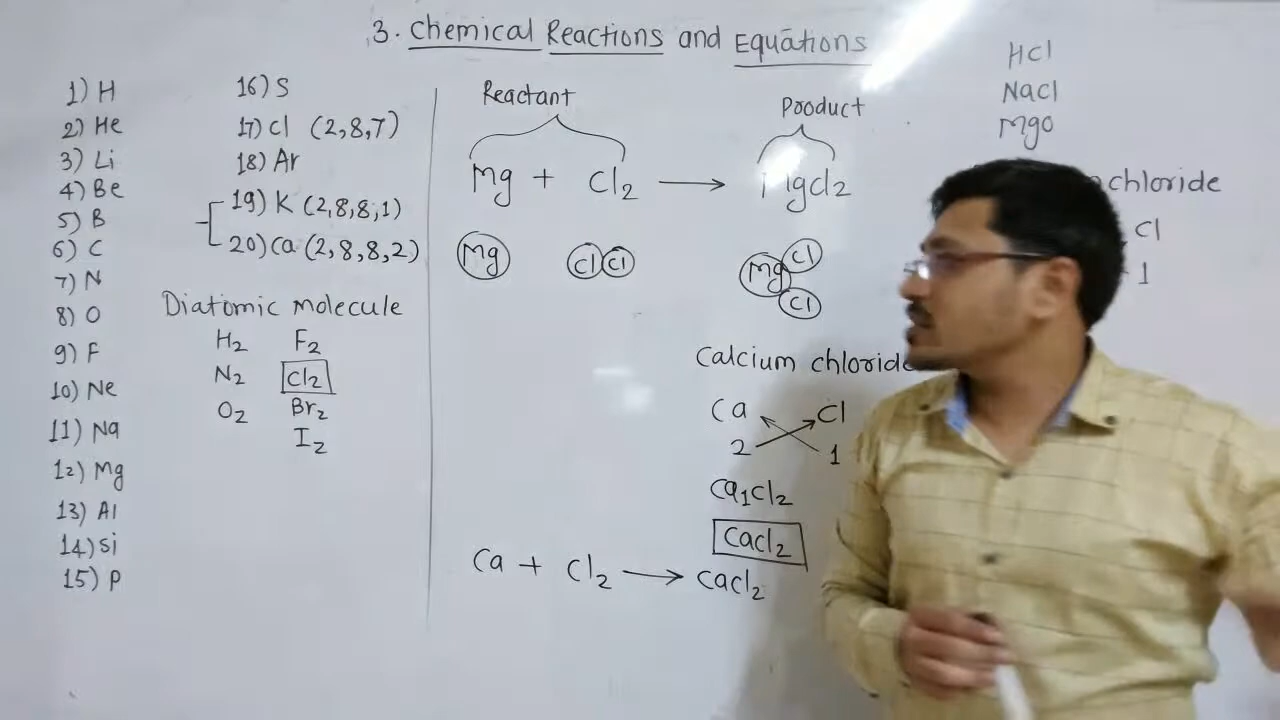 3. Chemical Reactions and Equations
1) H
2) He
3) Li
4) Be
5) B
6) C
7) N
8) O
9) F
10) Ne
11) Na
12) Mg
13) Al
14) Si
15) P
16) S
17) Cl (2,8,7)
18) Ar
19) K (2,8,8,1)
20) Ca (2,8,8,2)
Diatomic Molecule
H2 F2
N2 Cl2
O2 Br2
I2
Reactant Product
Mg + Cl2 → MgCl2
Mg Cl Cl Mg Cl Cl
Calcium chloride
Ca Cl
2 1
Ca1Cl2
CaCl2
Ca + Cl2 → CaCl2
HCl
NaCl
MgO
chloride
Cl
1